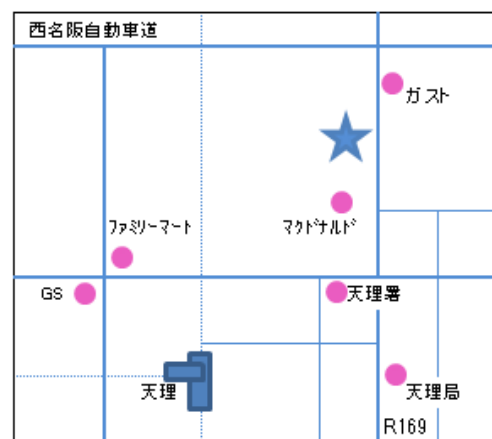 西名阪自動車道
ガスト
ファミリーマート
マクドナルド
GS
天理署
天理
天理局
R169